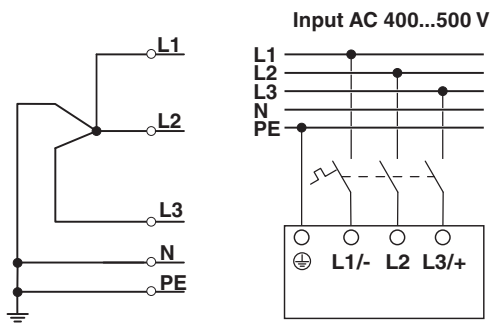 Input AC 400...500 V
L1
L2
L3
N
PE
L1
L2
L3
N
PE
L1/- L2 L3/+